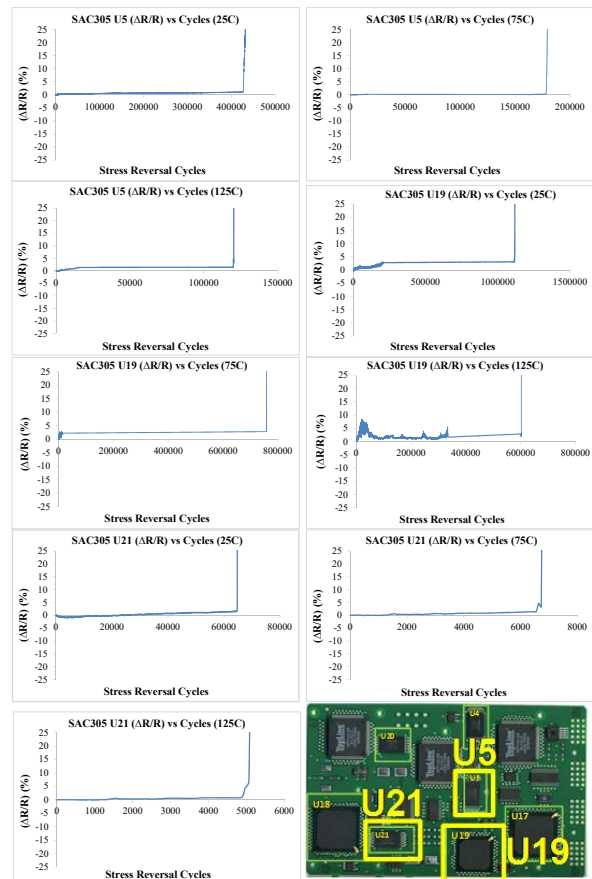 SAC305 U5 (ΔR/R) vs Cycles (25C)
(ΔR/R) (%)
25
20
15
10
5
0
-5
-10
-15
-20
-25
0 100000 200000 300000 400000 500000
Stress Reversal Cycles
SAC305 U5 (ΔR/R) vs Cycles (75C)
(ΔR/R) (%)
25
20
15
10
5
0
-5
-10
-15
-20
-25
0 50000 100000 150000 200000
Stress Reversal Cycles
SAC305 U5 (ΔR/R) vs Cycles (125C)
(ΔR/R) (%)
25
20
15
10
5
0
-5
-10
-15
-20
-25
0 50000 100000 150000
Stress Reversal Cycles
SAC305 U19 (ΔR/R) vs Cycles (25C)
(ΔR/R) (%)
25
20
15
10
5
0
-5
-10
-15
-20
-25
0 500000 1000000 1500000
Stress Reversal Cycles
SAC305 U19 (ΔR/R) vs Cycles (75C)
(ΔR/R) (%)
25
20
15
10
5
0
-5
-10
-15
-20
-25
0 200000 400000 600000 800000
Stress Reversal Cycles
SAC305 U19 (ΔR/R) vs Cycles (125C)
(ΔR/R) (%)
25
20
15
10
5
0
-5
-10
-15
-20
-25
0 200000 400000 600000 800000
Stress Reversal Cycles
SAC305 U21 (ΔR/R) vs Cycles (25C)
(ΔR/R) (%)
25
20
15
10
5
0
-5
-10
-15
-20
-25
0 20000 40000 60000 80000
Stress Reversal Cycles
SAC305 U21 (ΔR/R) vs Cycles (75C)
(ΔR/R) (%)
25
20
15
10
5
0
-5
-10
-15
-20
-25
0 2000 4000 6000 8000
Stress Reversal Cycles
SAC305 U21 (ΔR/R) vs Cycles (125C)
(ΔR/R) (%)
25
20
15
10
5
0
-5
-10
-15
-20
-25
0 1000 2000 3000 4000 5000 6000
Stress Reversal Cycles
U4
TopLine
TopLine
TopLine
U20
U5
U21
U18
U17
U21
U19
U19